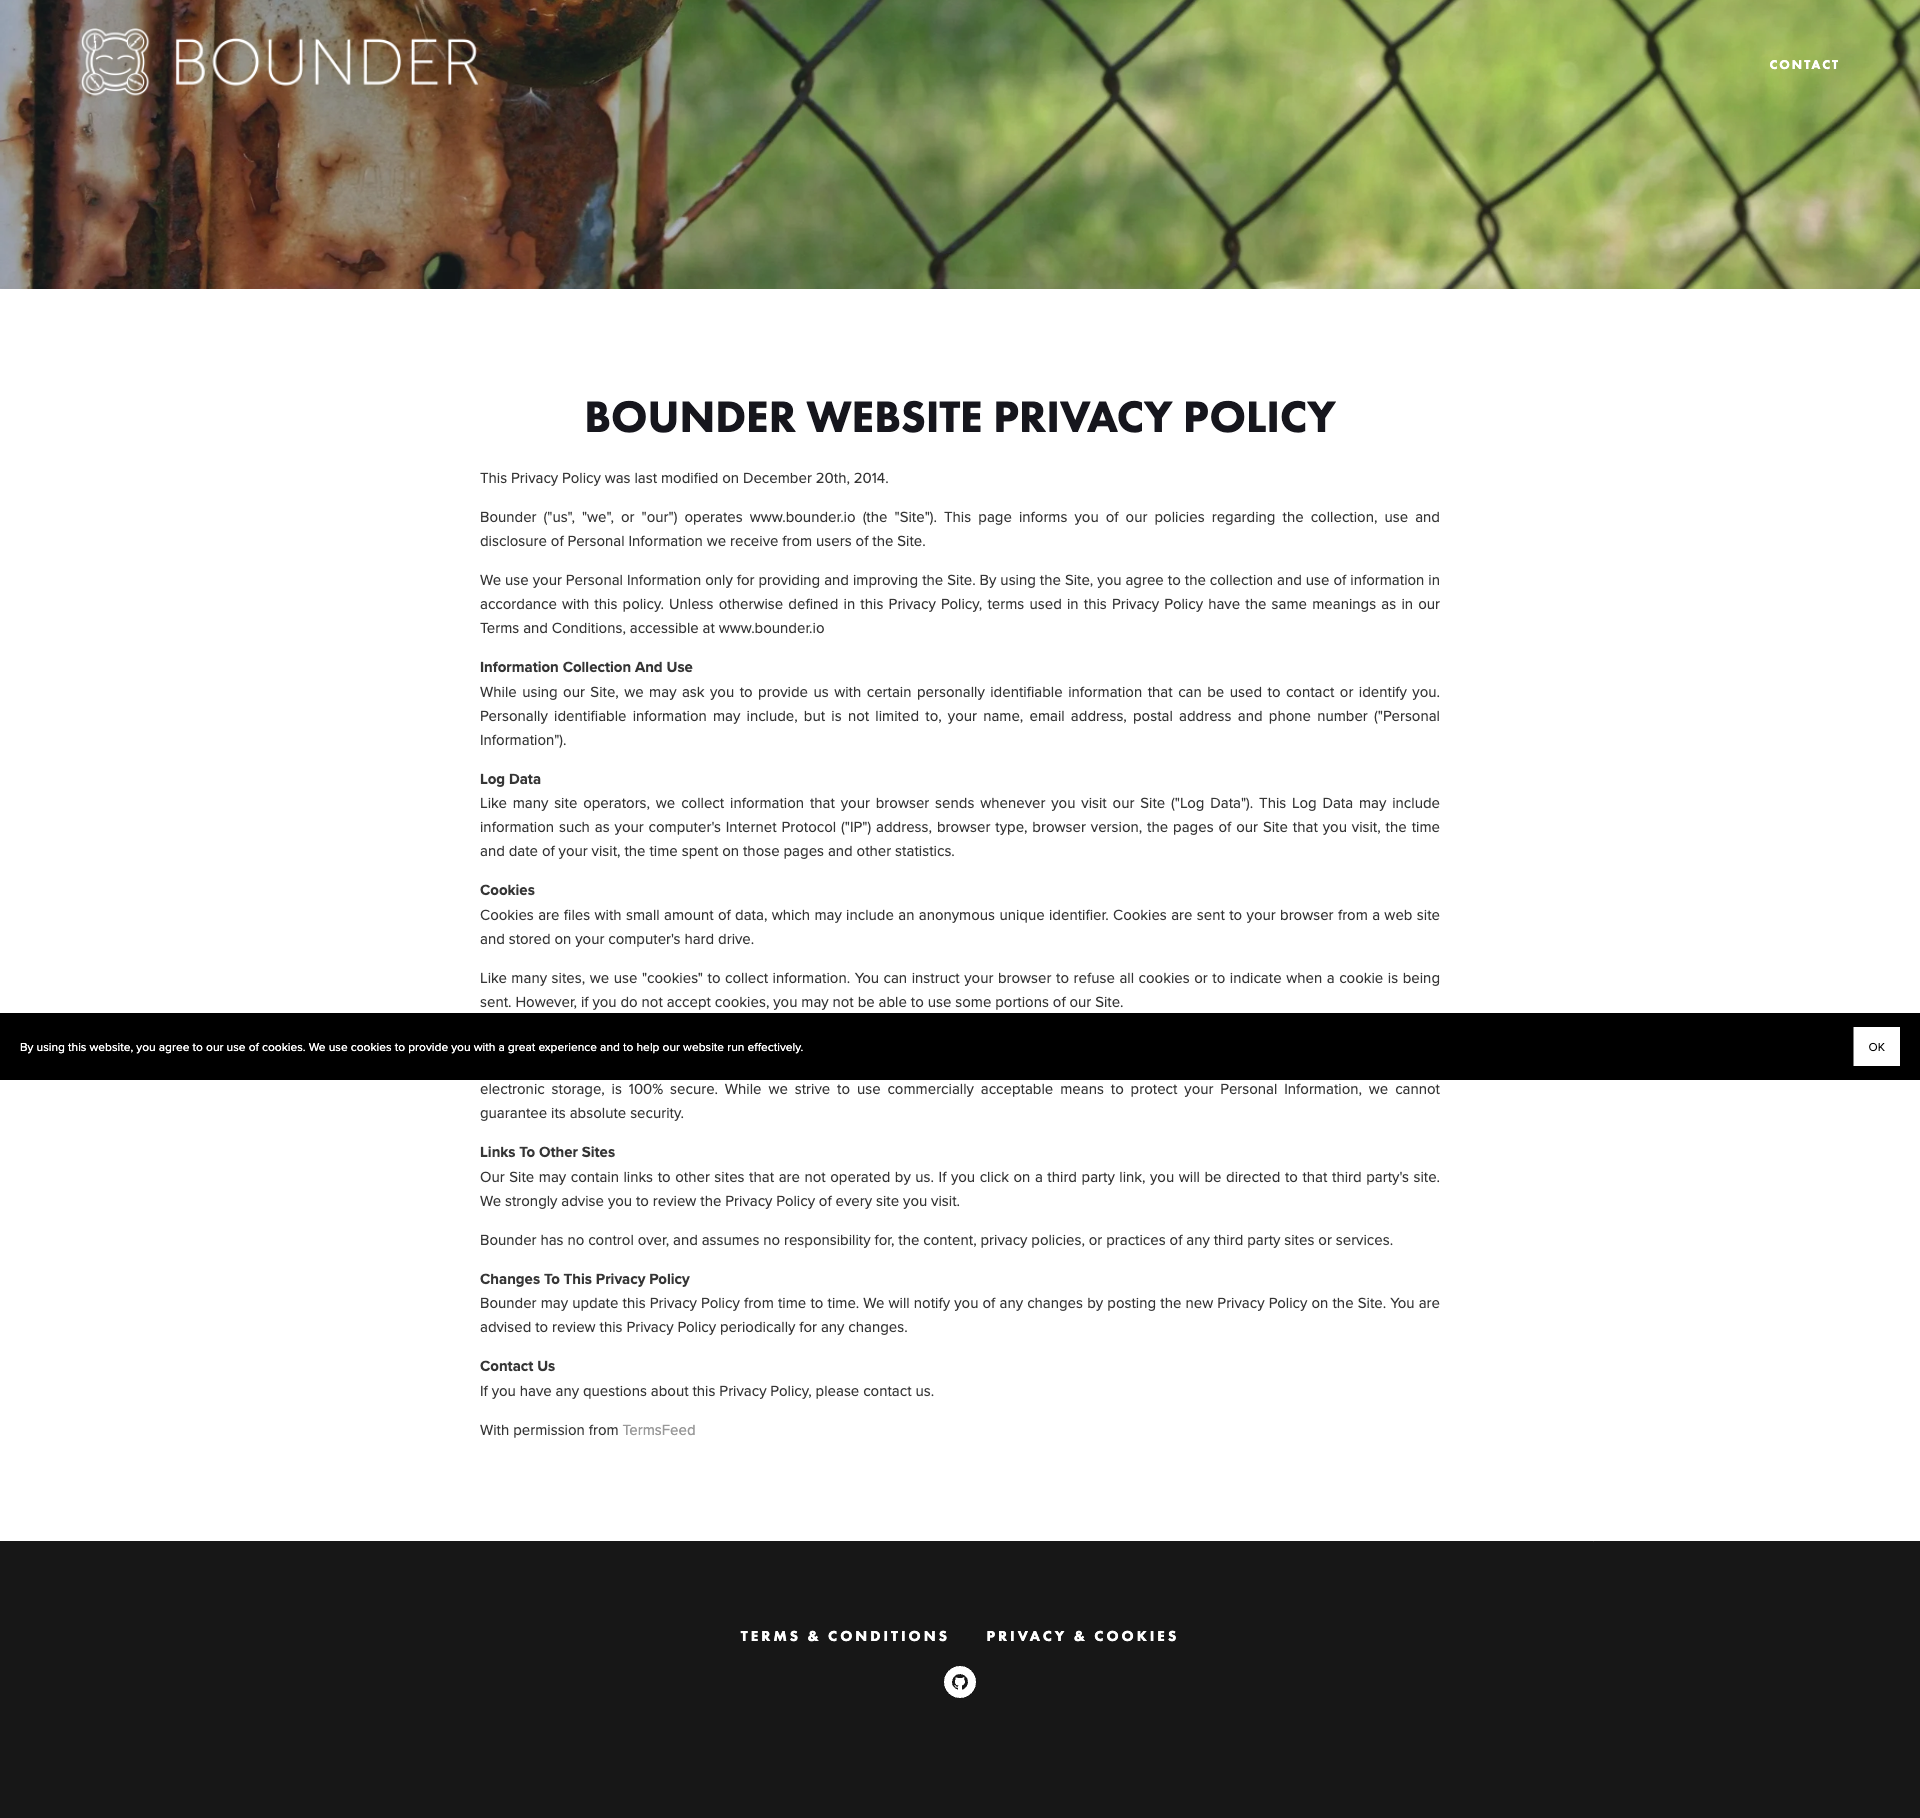 BOUNDER
CONTACT
BOUNDER WEBSITE PRIVACY POLICY
This Privacy Policy was last modified on December 20th, 2014.
Bounder ("us", "we", or "our") operates www.bounder.io (the "Site"). This page informs you of our policies regarding the collection, use and
disclosure of Personal Information we receive from users of the Site.
We use your Personal Information only for providing and improving the Site. By using the Site, you agree to the collection and use of information in
accordance with this policy. Unless otherwise defined in this Privacy Policy, terms used in this Privacy Policy have the same meanings as in our
Terms and Conditions, accessible at www.bounder.io
Information Collection And Use
While using our Site, we may ask you to provide us with certain personally identifiable information that can be used to contact or identify you.
Personally identifiable information may include, but is not limited to, your name, email address, postal address and phone number ("Personal
Information").
Log Data
Like many site operators, we collect information that your browser sends whenever you visit our Site ("Log Data"). This Log Data may include
information such as your computer's Internet Protocol ("IP") address, browser type, browser version, the pages of our Site that you visit, the time
and date of your visit, the time spent on those pages and other statistics.
Cookies
Cookies are files with small amount of data, which may include an anonymous unique identifier. Cookies are sent to your browser from a web site
and stored on your computer's hard drive.
Like many sites, we use "cookies" to collect information. You can instruct your browser to refuse all cookies or to indicate when a cookie is being
sent. However, if you do not accept cookies, you may not be able to use some portions of our Site.
By using this website, you agree to our use of cookies. We use cookies to provide you with a great experience and to help our website run effectively.
OK
electronic storage, is 100% secure. While we strive to use commercially acceptable means to protect your Personal Information, we cannot
guarantee its absolute security.
Links To Other Sites
Our Site may contain links to other sites that are not operated by us. If you click on a third party link, you will be directed to that third party's site.
We strongly advise you to review the Privacy Policy of every site you visit.
Bounder has no control over, and assumes no responsibility for, the content, privacy policies, or practices of any third party sites or services.
Changes To This Privacy Policy
Bounder may update this Privacy Policy from time to time. We will notify you of any changes by posting the new Privacy Policy on the Site. You are
advised to review this Privacy Policy periodically for any changes.
Contact Us
If you have any questions about this Privacy Policy, please contact us.
With permission from TermsFeed
TERMS & CONDITIONS
PRIVACY & COOKIES